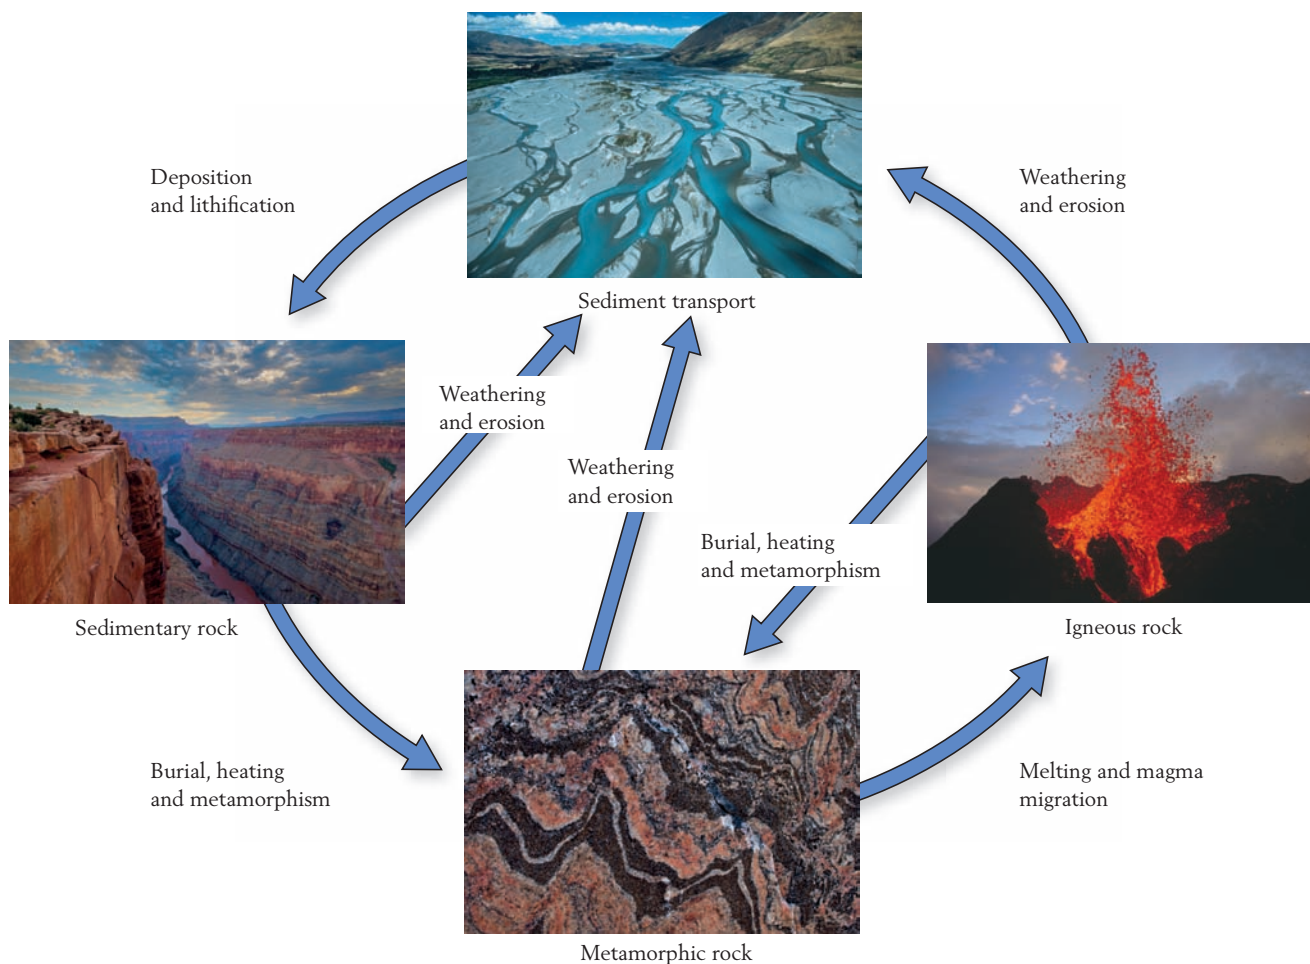 Deposition
and lithification
Weathering
and erosion
Sediment transport
Weathering
and erosion
Weathering
and erosion
Burial, heating
and metamorphism
Sedimentary rock
Igneous rock
Burial, heating
and metamorphism
Melting and magma
migration
Metamorphic rock